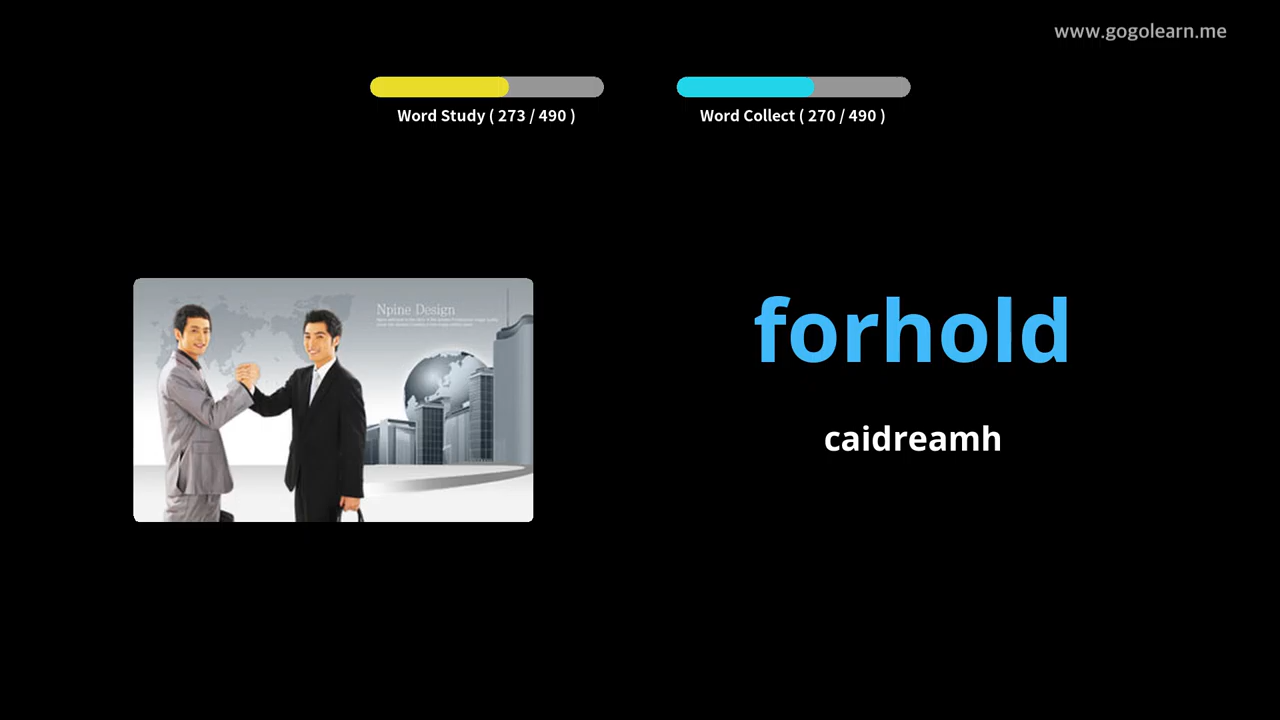 www.gogolearn.me
Word Study ( 273 / 490 )
Word Collect ( 270 / 490 )
Npine Design
forhold
caidreamh